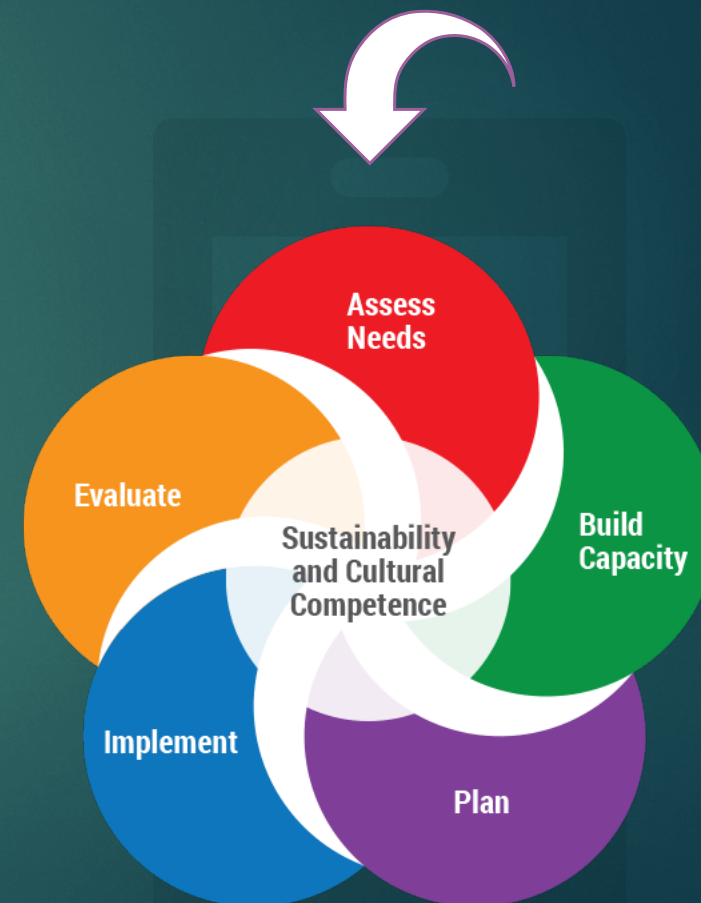 Assess
Needs
Build
Capacity
Plan
Implement
Evaluate
Sustainability
and Cultural
Competence